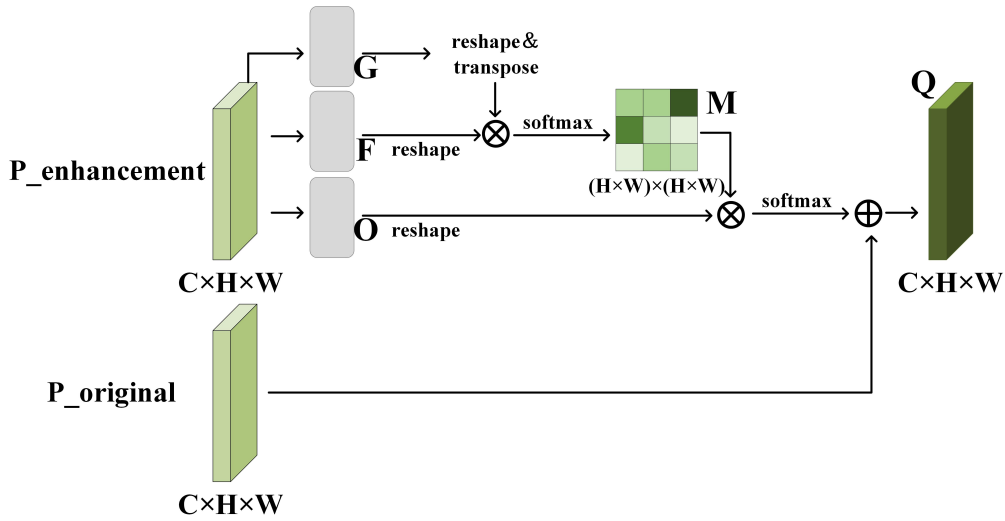 G
reshape&
transpose
Q
M
softmax
F
reshape
P_enhancement
(H×W)×(H×W)
softmax
O
reshape
C×H×W
C×H×W
P_original
C×H×W